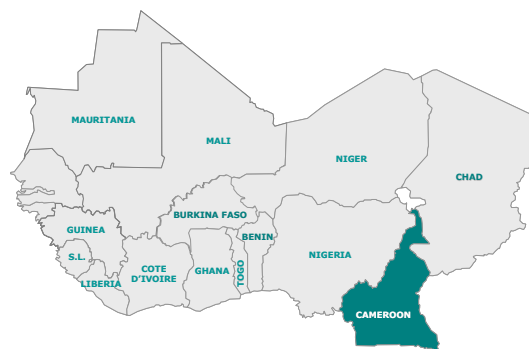 MAURITANIA
MALI
NIGER
CHAD
BURKINA FASO
GUINEA
BENIN
NIGERIA
S.L.
LIBERIA
COTE
D'IVOIRE
GHANA
TOGO
CAMEROON